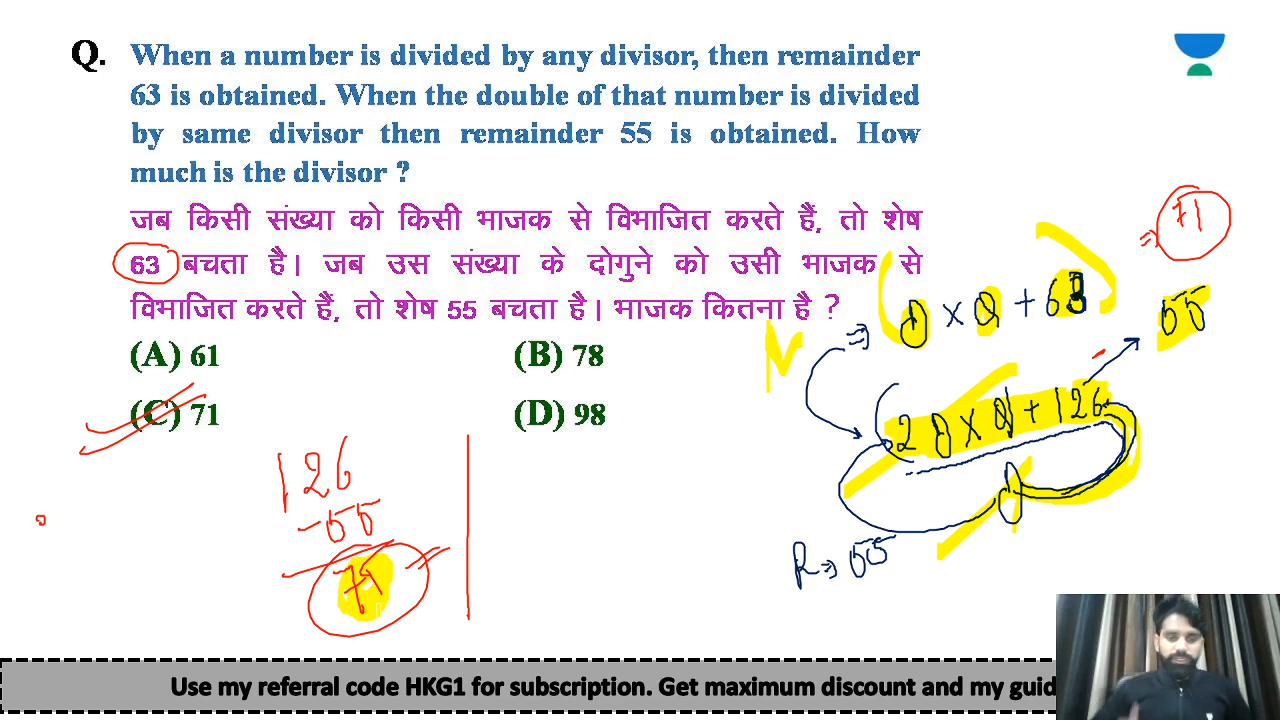 Q. When a number is divided by any divisor, then remainder
63 is obtained. When the double of that number is divided
by same divisor then remainder 55 is obtained. How
much is the divisor ?
जब किसी संख्या को किसी भाजक से विभाजित करते हैं, तो शेष
63 बचता है। जब उस संख्या के दोगुने को उसी भाजक से
विभाजित करते हैं, तो शेष 55 बचता है। भाजक कितना है ?
(A) 61 (B) 78
(C) 71 (D) 98
⇒ 71
N ⇒ D × Q + 63
55
2 D × Q + 126
D
R ⇒ 55
126
-55
71
Use my referral code HKG1 for subscription. Get maximum discount and my guid